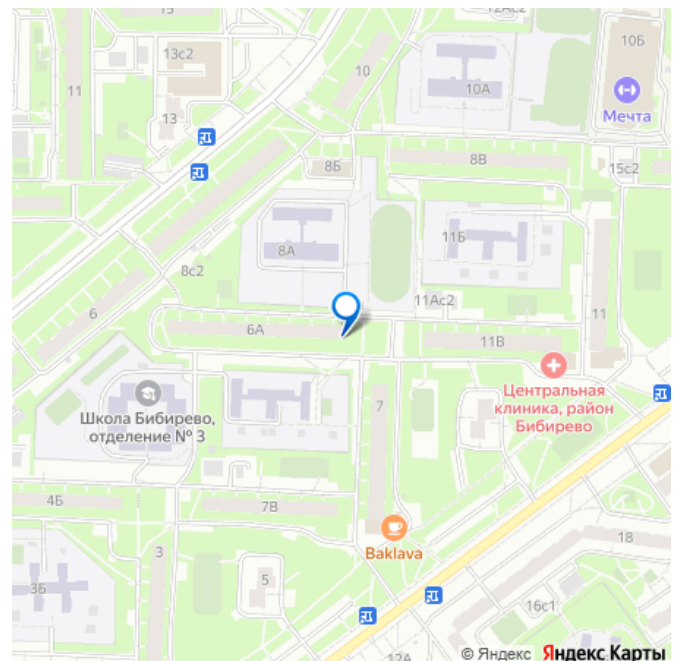 15
12Ас2
13с2
10Б
11
10
10А
Мечта
13
8Б
8В
15с2
8А
11Б
8с2
11Ас2
6
6А
11В
11
Центральная
клиника, район
Бибирево
Школа Бибирево,
отделение № 3
7
4Б
7В
3
Baklava
18
5
3Б
16с1
12А
© Яндекс Яндекс Карты